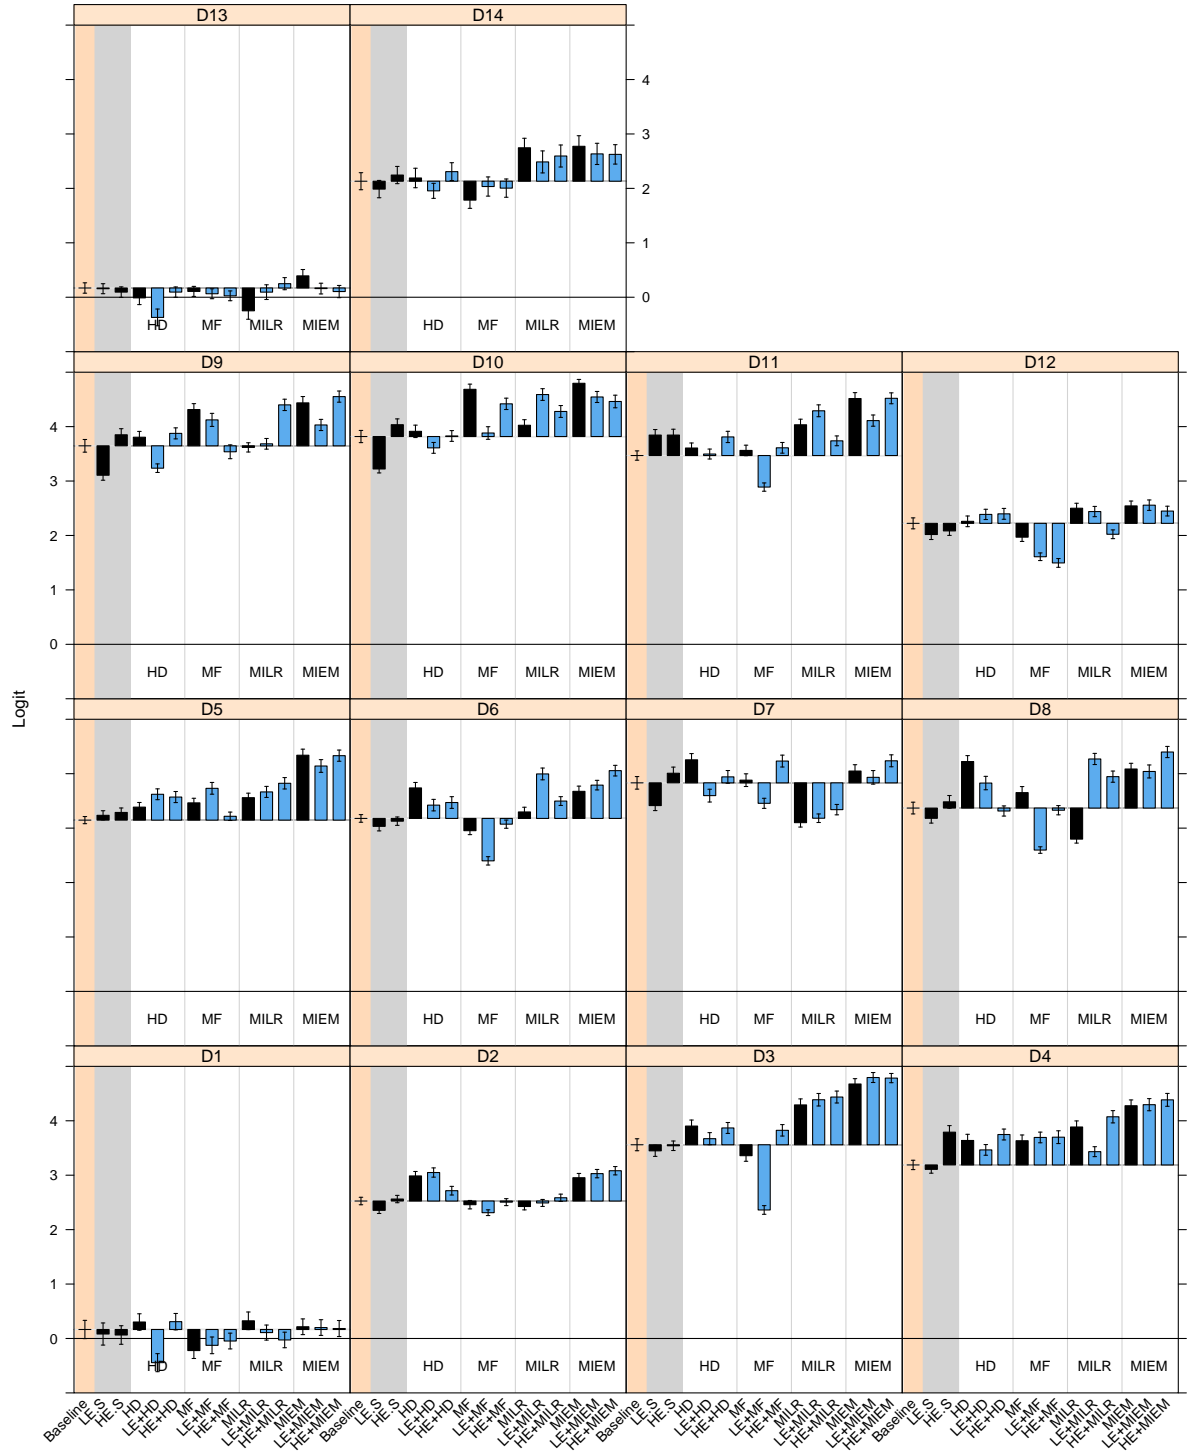 D13 D14
4 4
3 3
2 2
1 1
0 0
HD MF MILR MIEM HD MF MILR MIEM
D9 D10 D11 D12
4
3
2
1
0
HD MF MILR MIEM HD MF MILR MIEM HD MF MILR MIEM HD MF MILR MIEM
Logit
D5 D6 D7 D8
HD MF MILR MIEM HD MF MILR MIEM HD MF MILR MIEM HD MF MILR MIEM
D1 D2 D3 D4
4
3
2
1
0
HD MF MILR MIEM HD MF MILR MIEM HD MF MILR MIEM HD MF MILR MIEM
Baseline LE.S HE.S HD LE+HD HE+HD MF LE+MF HE+MF MILR LE+MILR HE+MILR MIEM LE+MIEM HE+MIEM Baseline LE.S HE.S HD LE+HD HE+HD MF LE+MF HE+MF MILR LE+MILR HE+MILR MIEM LE+MIEM HE+MIEM Baseline LE.S HE.S HD LE+HD HE+HD MF LE+MF HE+MF MILR LE+MILR HE+MILR MIEM LE+MIEM HE+MIEM Baseline LE.S HE.S HD LE+HD HE+HD MF LE+MF HE+MF MILR LE+MILR HE+MILR MIEM LE+MIEM HE+MIEM